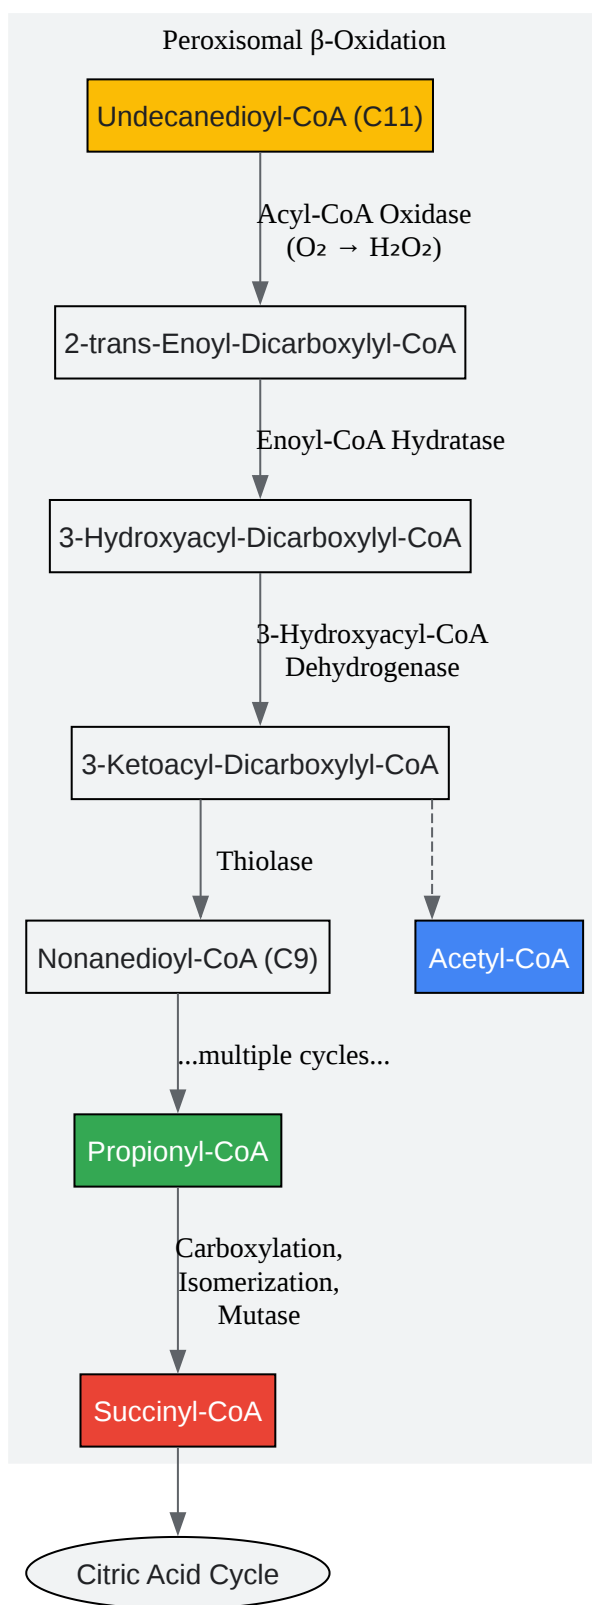 Peroxisomal β-Oxidation
Undecanedioyl-CoA (C11)
Acyl-CoA Oxidase
(O₂ → H₂O₂)
2-trans-Enoyl-Dicarboxylyl-CoA
Enoyl-CoA Hydratase
3-Hydroxyacyl-Dicarboxylyl-CoA
3-Hydroxyacyl-CoA
Dehydrogenase
3-Ketoacyl-Dicarboxylyl-CoA
Thiolase
Nonanedioyl-CoA (C9)
Acetyl-CoA
...multiple cycles...
Propionyl-CoA
Carboxylation,
Isomerization,
Mutase
Succinyl-CoA
Citric Acid Cycle